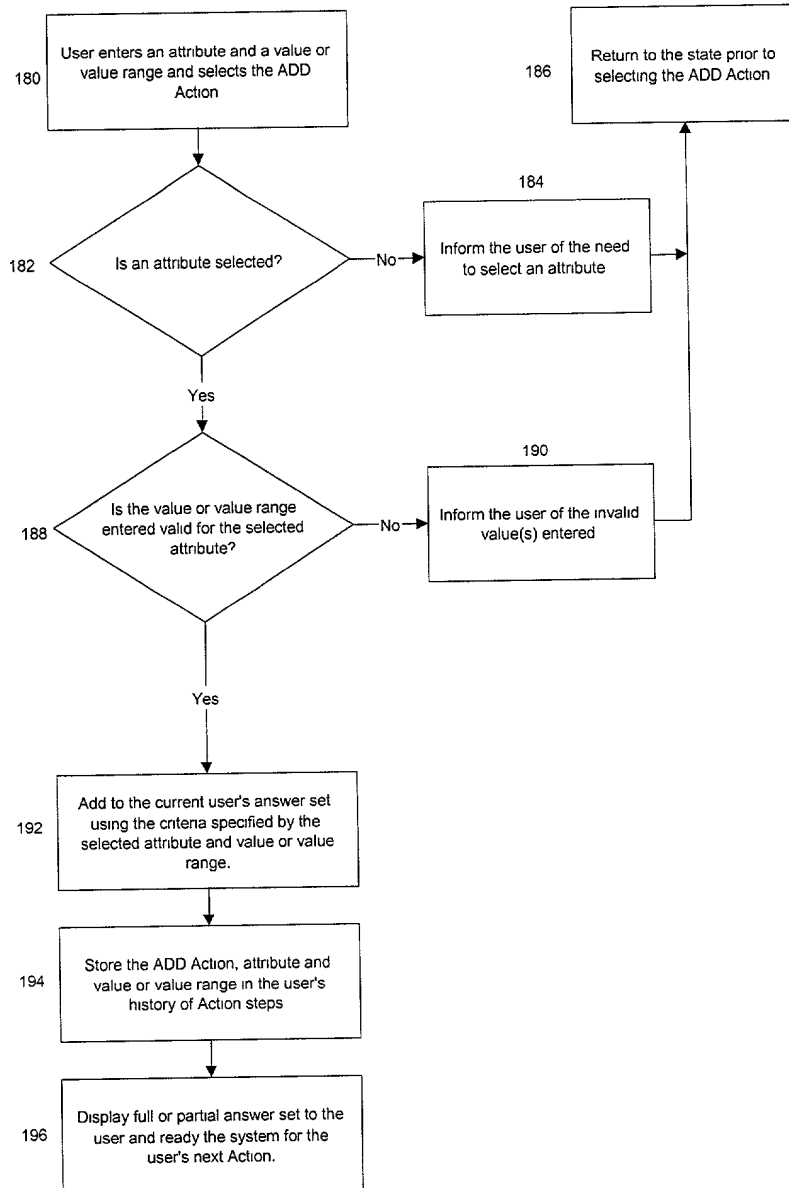 180
User enters an attribute and a value or
value range and selects the ADD
Action
186
Return to the state prior to
selecting the ADD Action
182
Is an attribute selected?
No
184
Inform the user of the need
to select an attribute
Yes
188
Is the value or value range
entered valid for the selected
attribute?
No
190
Inform the user of the invalid
value(s) entered
Yes
192
Add to the current user's answer set
using the criteria specified by the
selected attribute and value or value
range.
194
Store the ADD Action, attribute and
value or value range in the user's
history of Action steps
196
Display full or partial answer set to the
user and ready the system for the
user's next Action.